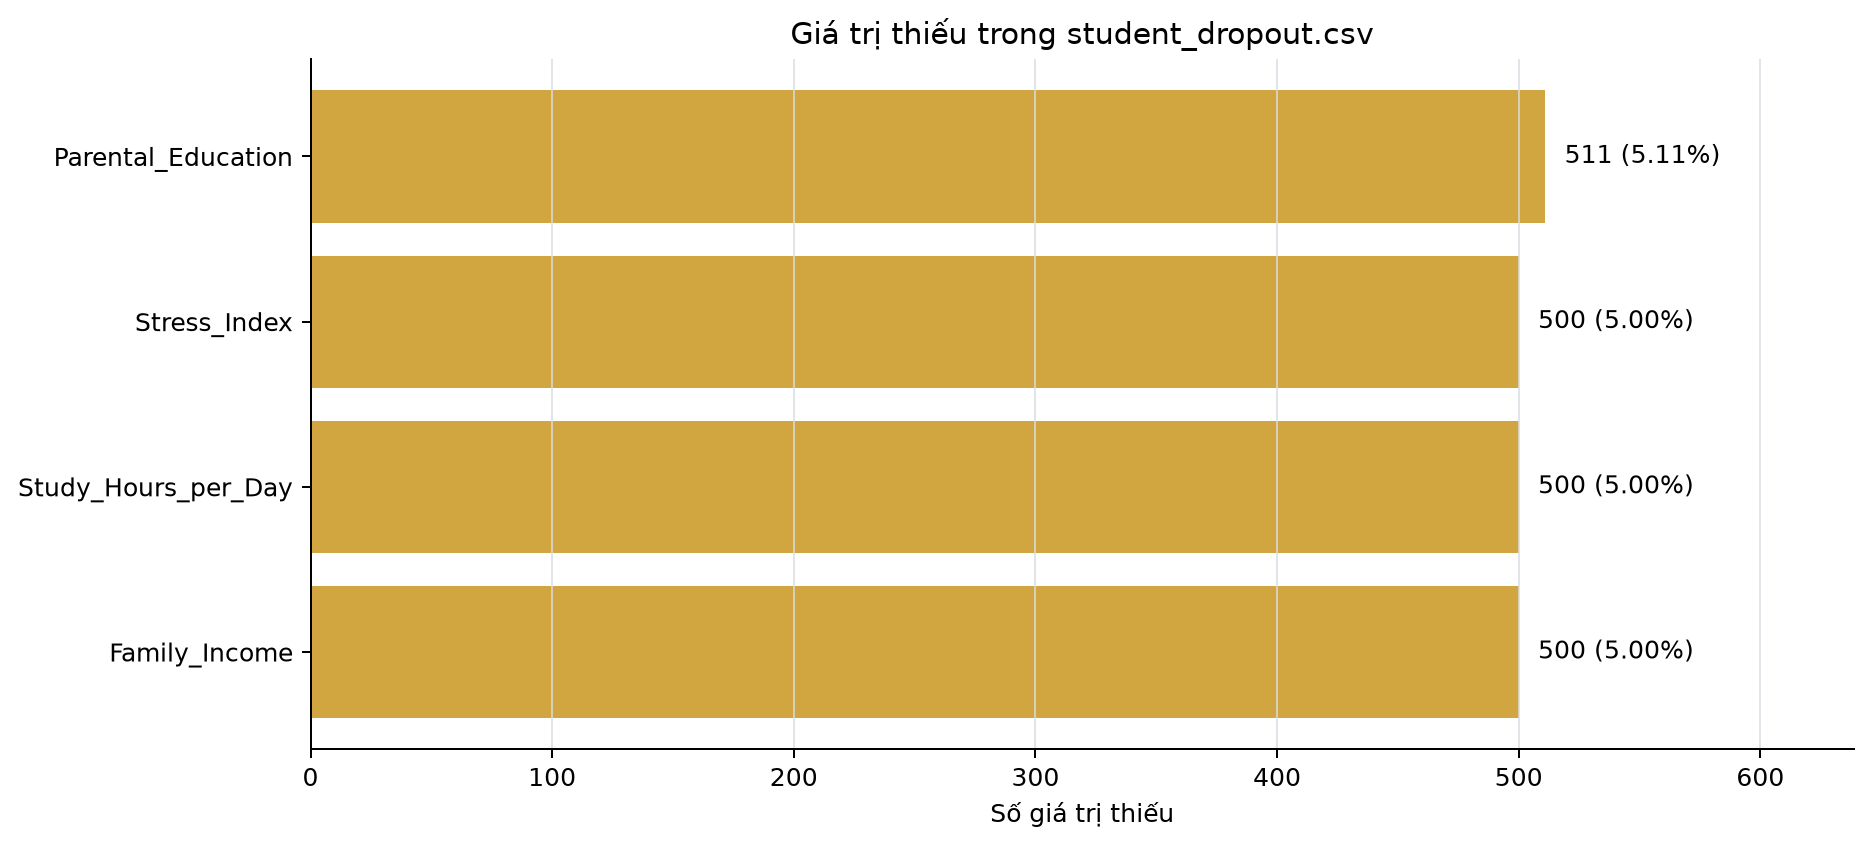 Giá trị thiếu trong student_dropout.csv
Parental_Education
511 (5.11%)
Stress_Index
500 (5.00%)
Study_Hours_per_Day
500 (5.00%)
Family_Income
500 (5.00%)
0 100 200 300 400 500 600
Số giá trị thiếu